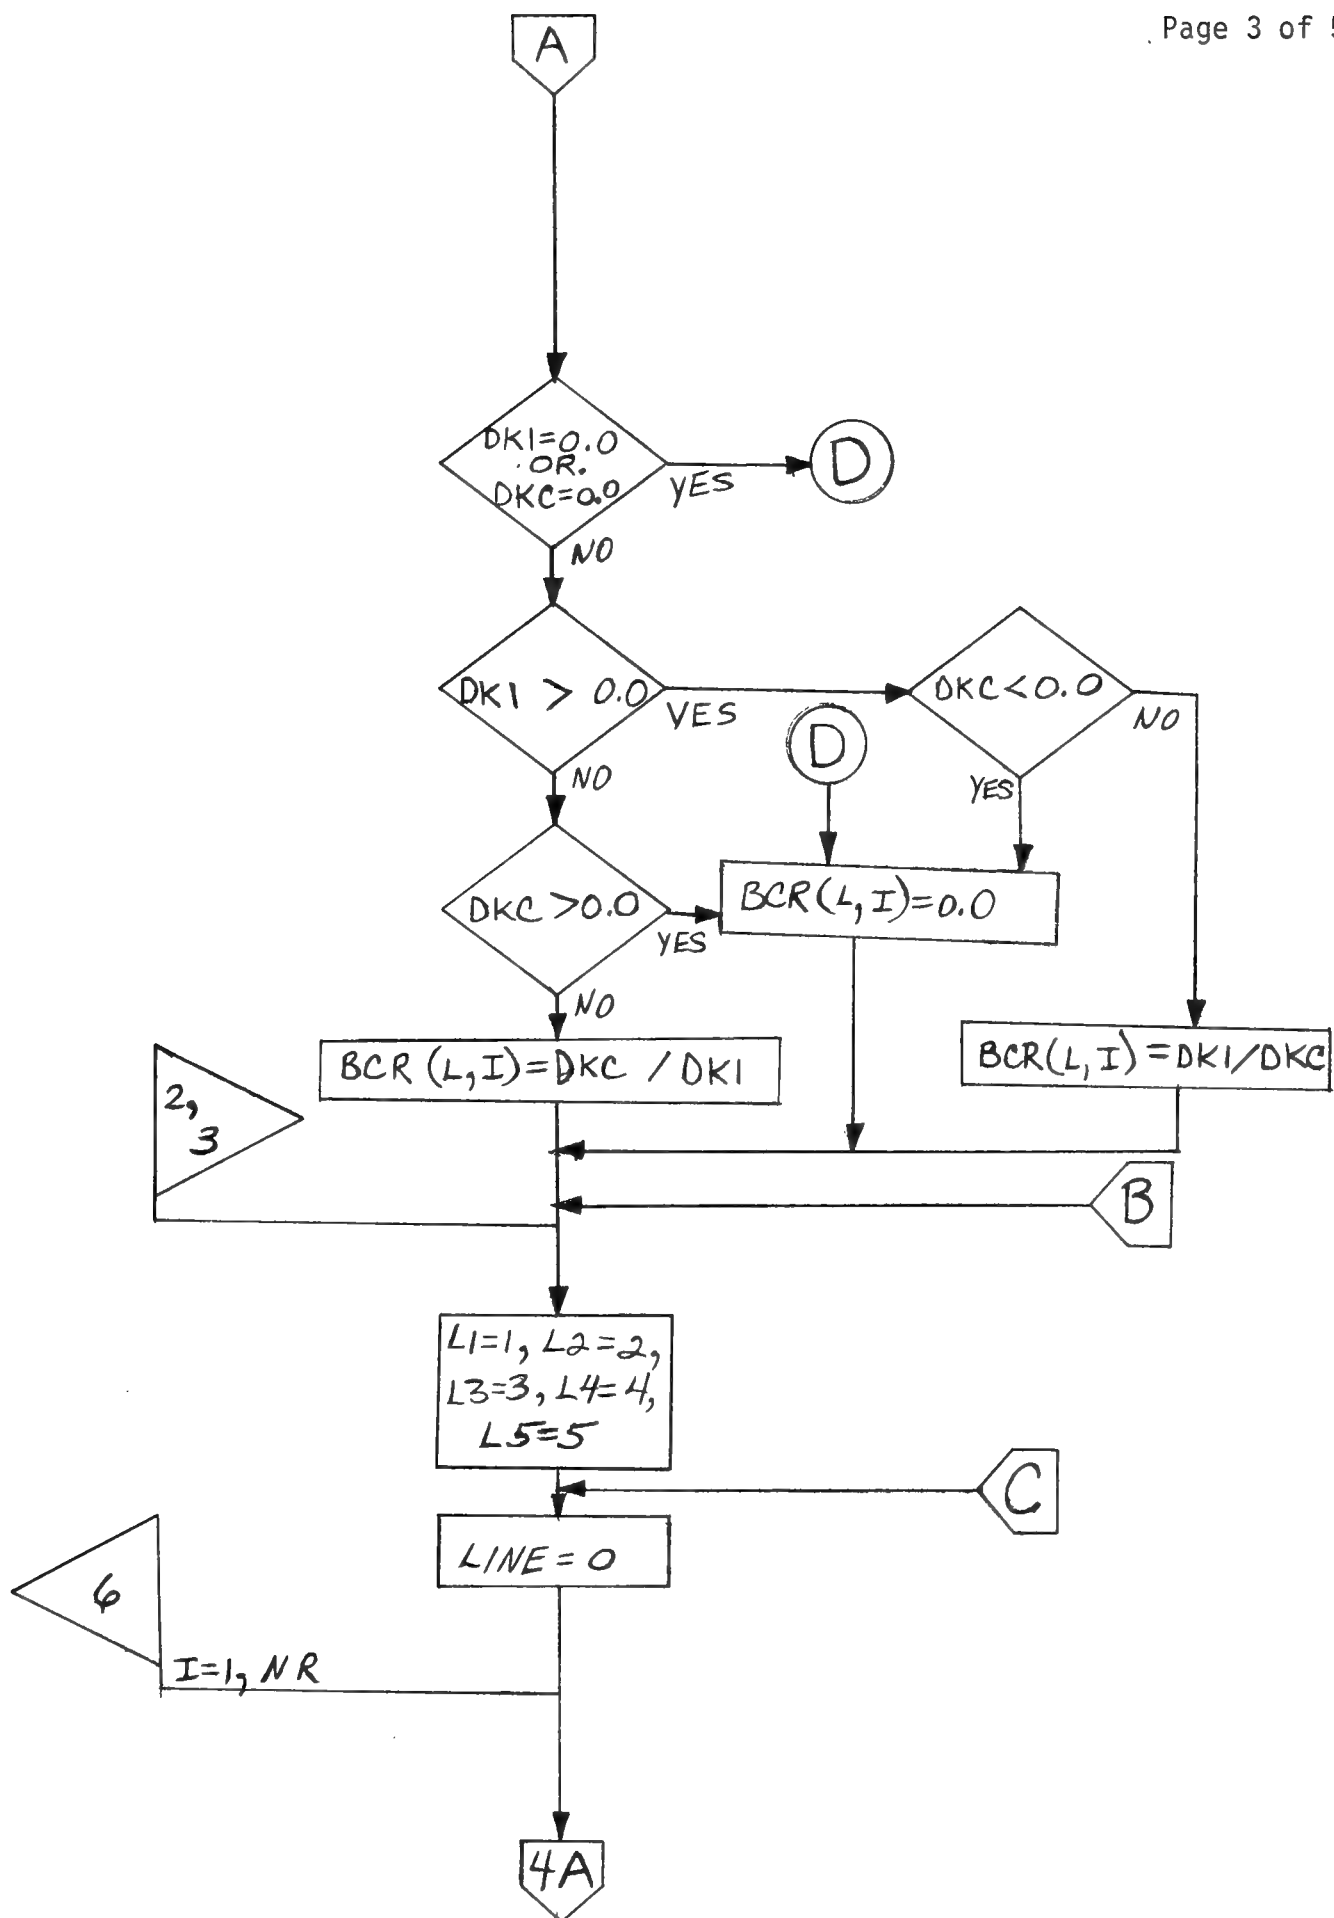 Page 3 of 5
A
DK1=0.0
.OR.
DKC=0.0
YES
D
NO
DK1 > 0.0
YES
DKC<0.0
NO
D
NO
YES
DKC >0.0
YES
BCR(L, I)=0.0
NO
BCR (L, I)=DKC / DK1
BCR(L, I)=DK1/DKC
2,
3
B
L1=1, L2=2,
L3=3, L4=4,
L5=5
C
LINE = 0
6
I=1, NR
4A